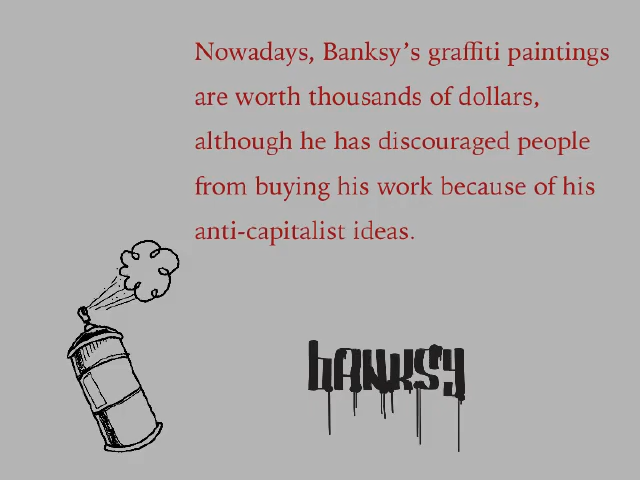 Nowadays, Banksy’s graffiti paintings
are worth thousands of dollars,
although he has discouraged people
from buying his work because of his
anti-capitalist ideas.
bANKSY